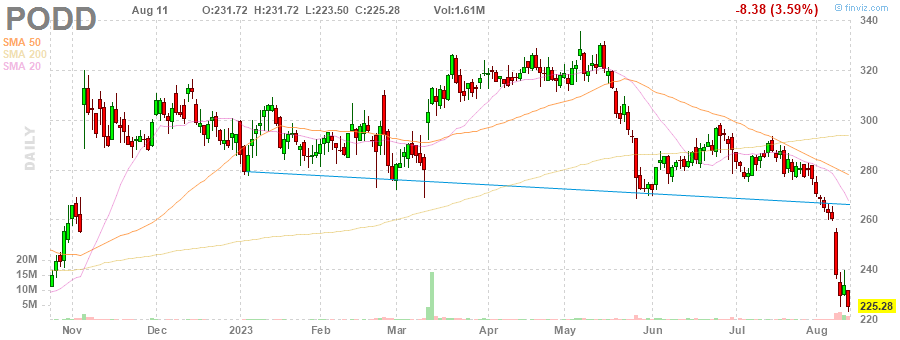 PODD Aug 11 O:231.72 H:231.72 L:223.50 C:225.28 Vol:1.61M -8.38 (3.59%) © finviz.com
SMA 50
SMA 200
SMA 20
DAILY
340
320
300
280
260
240
225.28
220
20M
15M
10M
5M
Nov Dec 2023 Feb Mar Apr May Jun Jul Aug